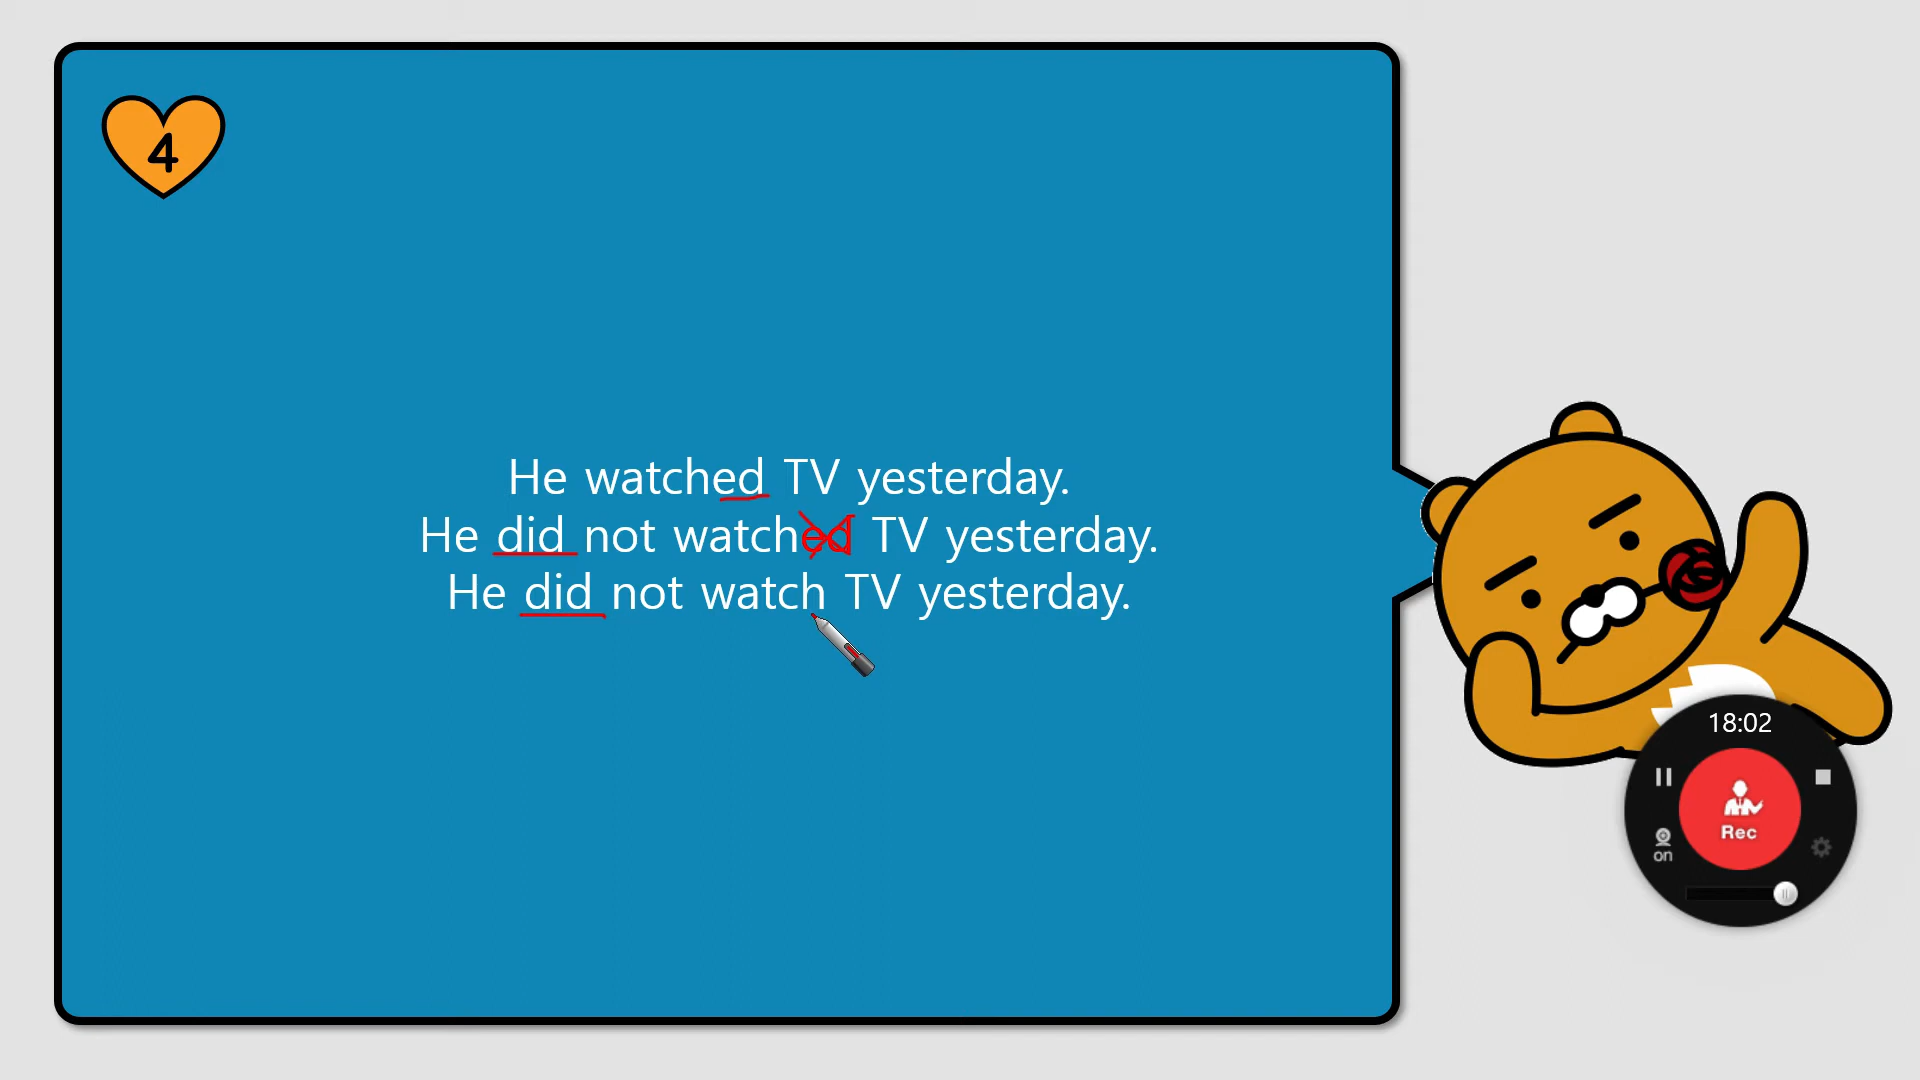 4
He watched TV yesterday.
He did not watched TV yesterday.
He did not watch TV yesterday.
18:02
Rec
on